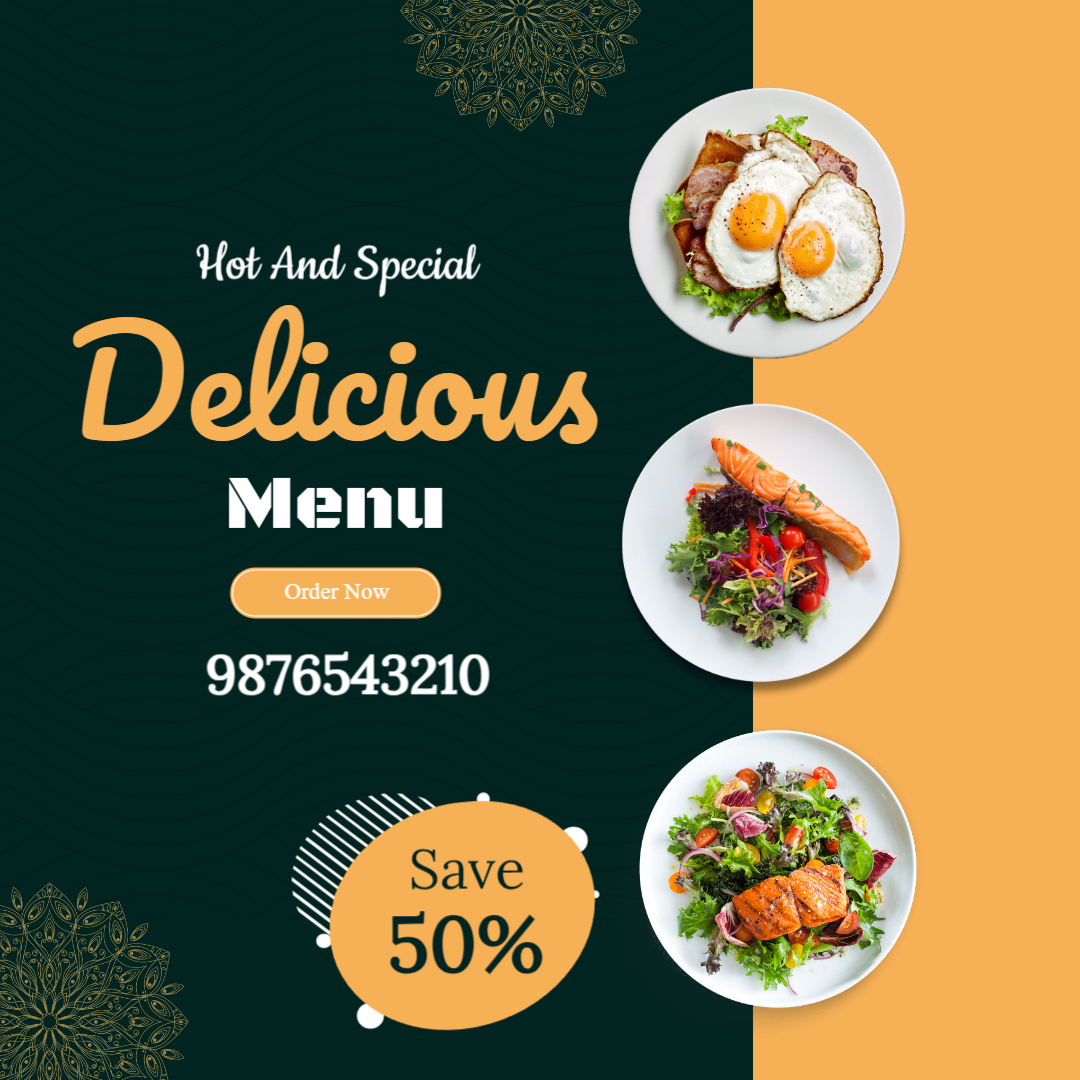 Hot And Special
Delicious
Menu
Order Now
9876543210
Save
50%